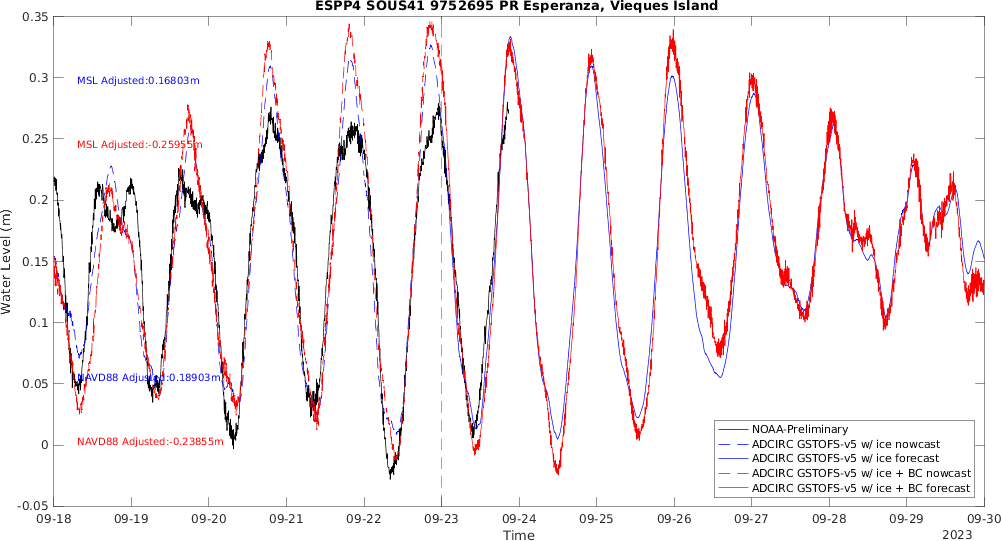 ESPP4 SOUS41 9752695 PR Esperanza, Vieques Island
0.35
0.3
0.25
0.2
0.15
0.1
0.05
0
-0.05
Water Level (m)
MSL Adjusted:0.16803m
MSL Adjusted:-0.25955m
NAVD88 Adjusted:0.18903m
NAVD88 Adjusted:-0.23855m
NOAA-Preliminary
ADCIRC GSTOFS-v5 w/ ice nowcast
ADCIRC GSTOFS-v5 w/ ice forecast
ADCIRC GSTOFS-v5 w/ ice + BC nowcast
ADCIRC GSTOFS-v5 w/ ice + BC forecast
09-18 09-19 09-20 09-21 09-22 09-23 09-24 09-25 09-26 09-27 09-28 09-29 09-30
Time
2023